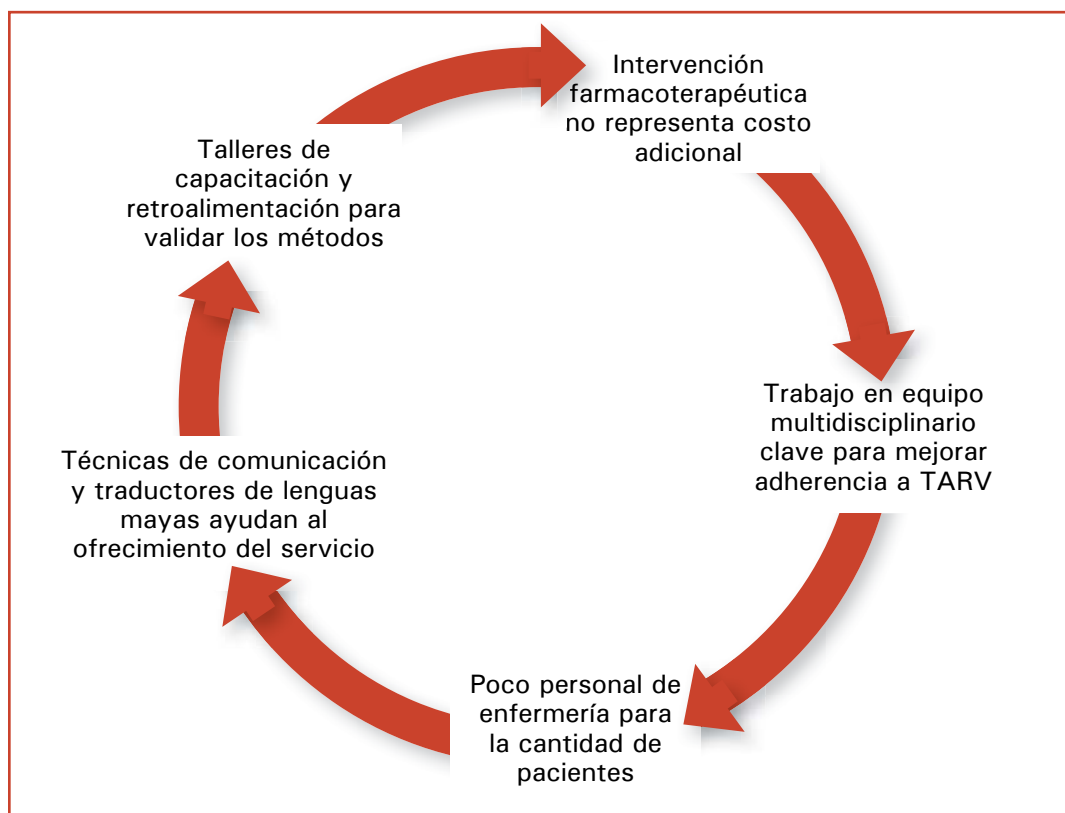 Intervención
farmacoterapéutica
no representa costo
adicional
Trabajo en equipo
multidisciplinario
clave para mejorar
adherencia a TARV
Poco personal de
enfermería para
la cantidad de
pacientes
Técnicas de comunicación
y traductores de lenguas
mayas ayudan al
ofrecimiento del servicio
Talleres de
capacitación y
retroalimentación para
validar los métodos